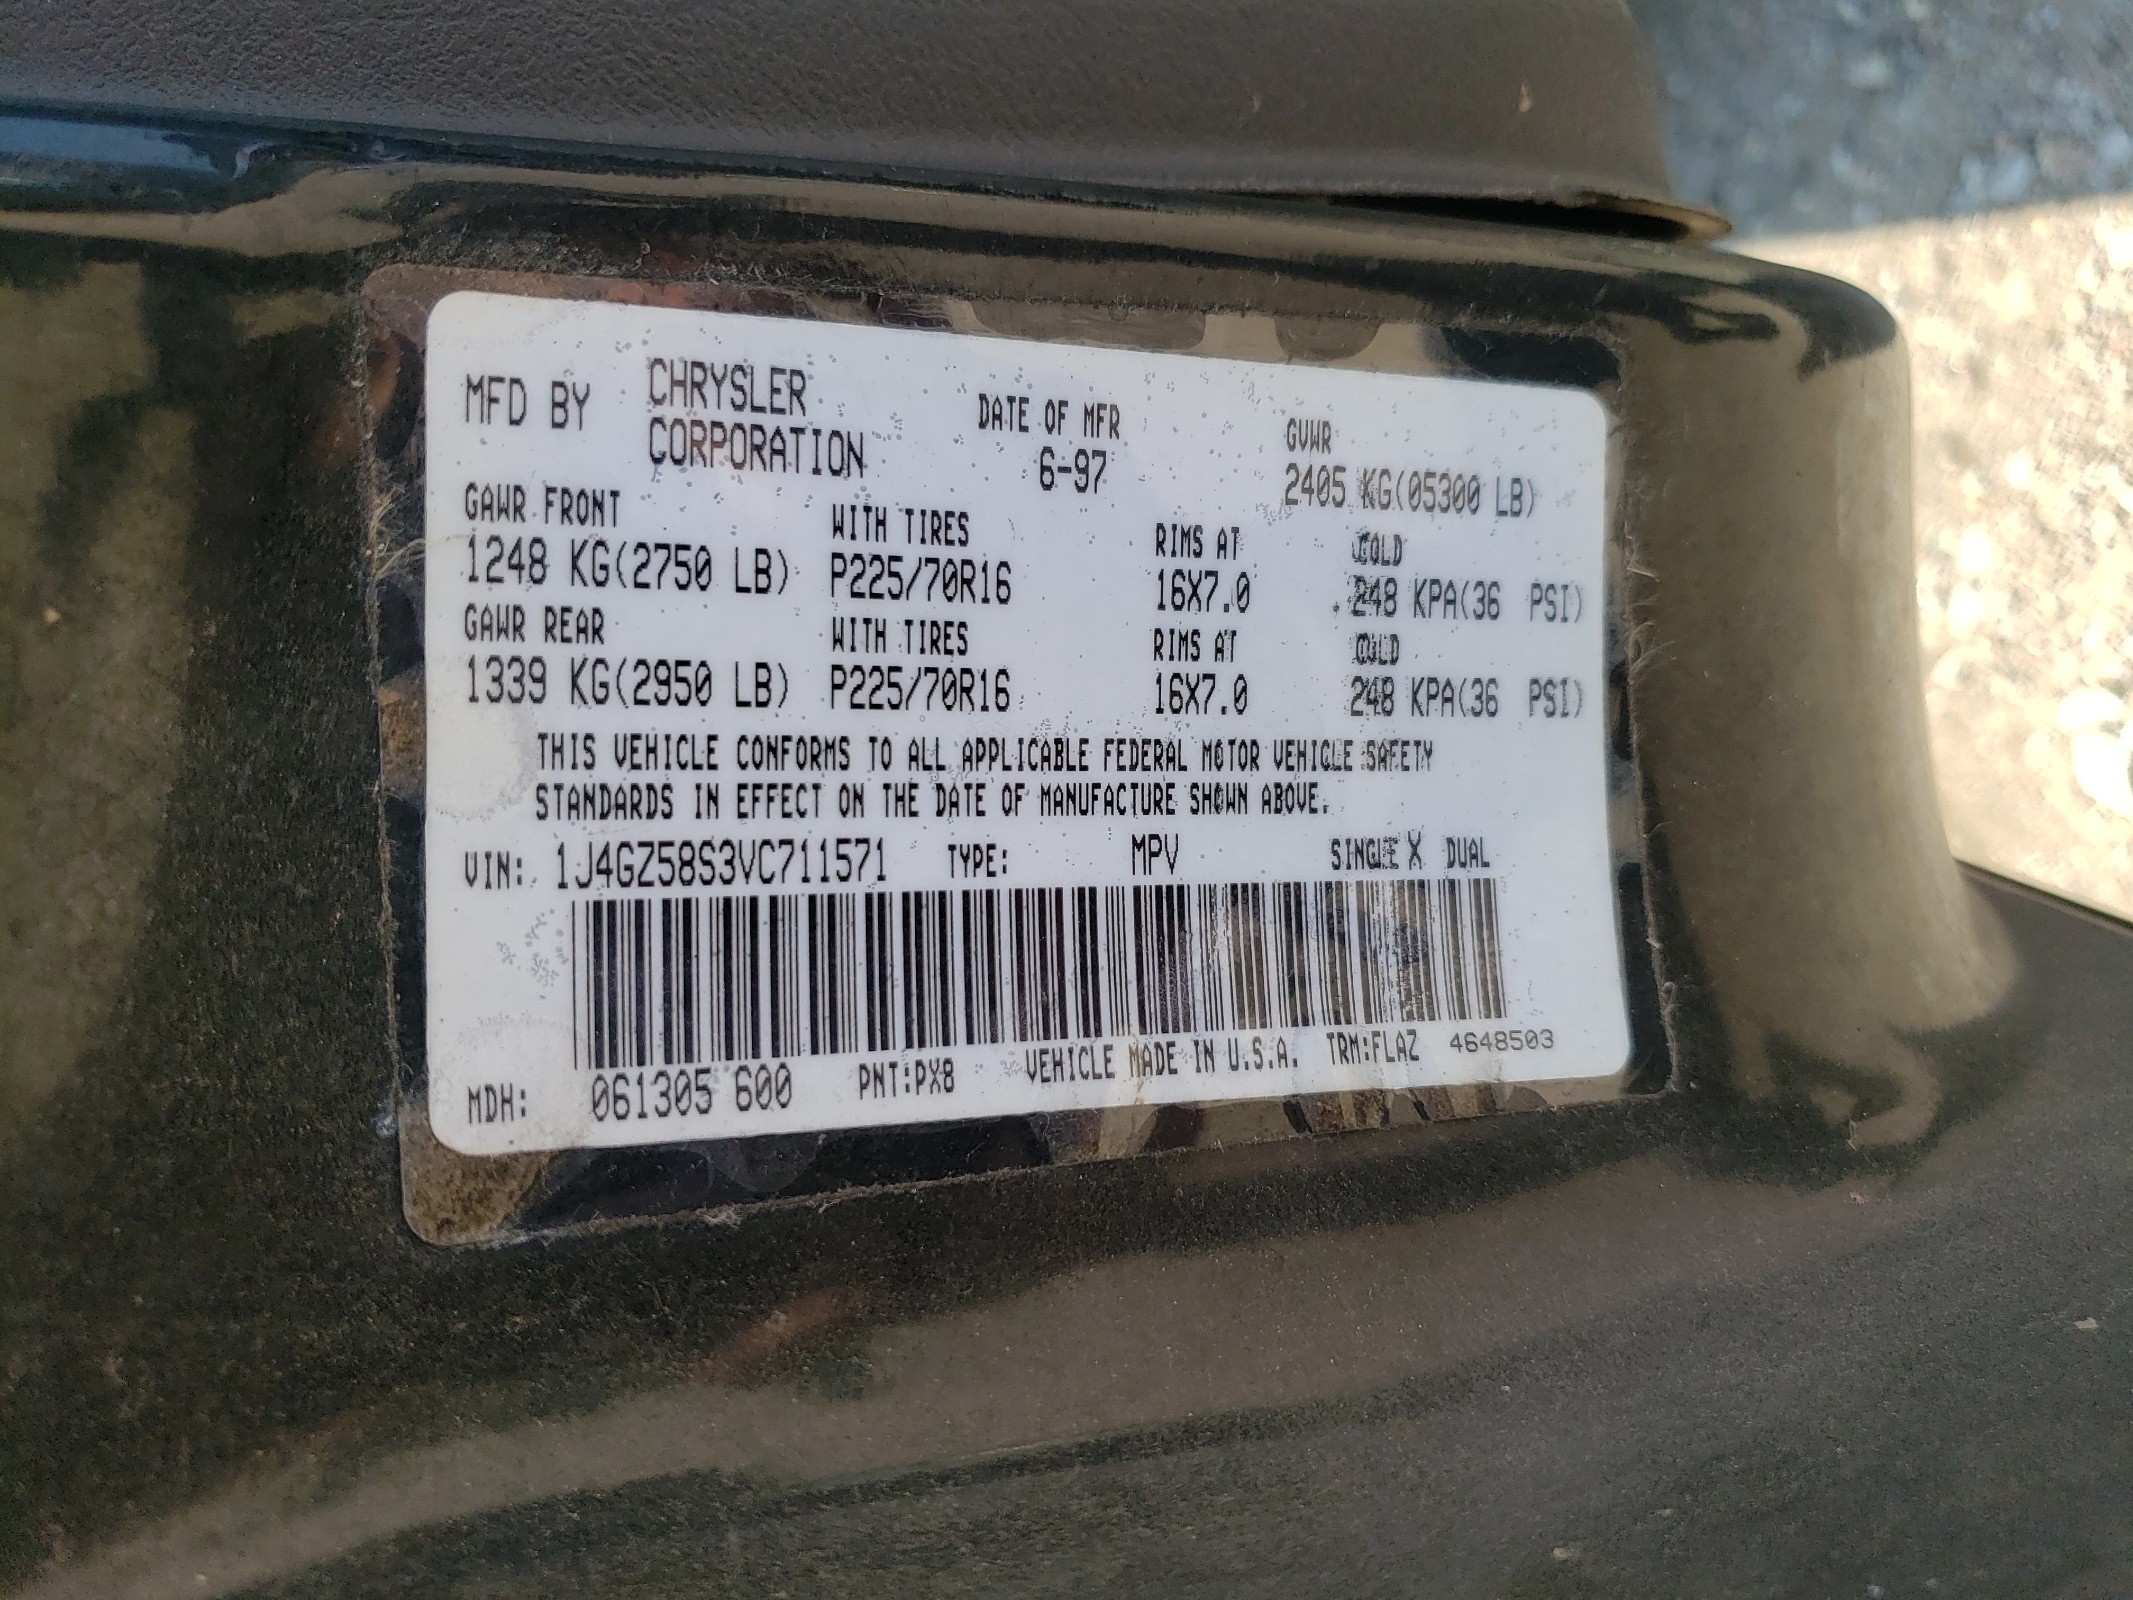 MFD BY CHRYSLER CORPORATION DATE OF MFR 6-97 GVWR
2405 KG(05300 LB)
GAWR FRONT WITH TIRES RIMS AT COLD
1248 KG(2750 LB) P225/70R16 16X7.0 248 KPA(36 PSI)
GAWR REAR WITH TIRES RIMS AT COLD
1339 KG(2950 LB) P225/70R16 16X7.0 248 KPA(36 PSI)
THIS VEHICLE CONFORMS TO ALL APPLICABLE FEDERAL MOTOR VEHICLE SAFETY
STANDARDS IN EFFECT ON THE DATE OF MANUFACTURE SHOWN ABOVE.
VIN: 1J4GZ58S3VC711571 TYPE: MPV SINGLE X DUAL
MDH: 061305 600 PNT:PX8 VEHICLE MADE IN U.S.A. TRM:FLAZ 4648503